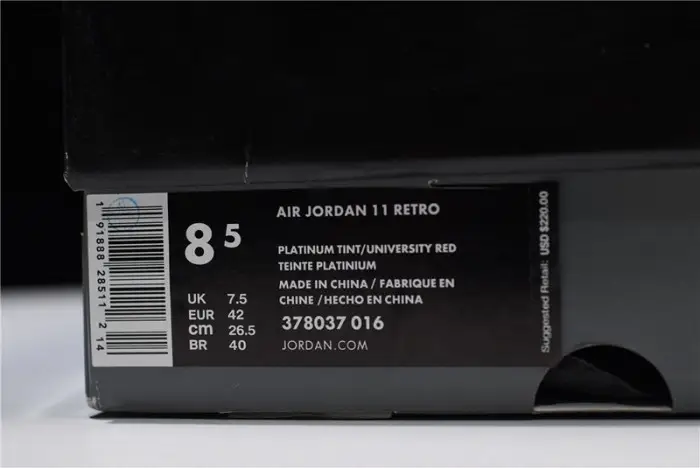 1 91888 28511 2 14
8 5
UK 7.5
EUR 42
cm 26.5
BR 40
AIR JORDAN 11 RETRO
PLATINUM TINT/UNIVERSITY RED
TEINTE PLATINIUM
MADE IN CHINA / FABRIQUE EN
CHINE / HECHO EN CHINA
378037 016
JORDAN.COM
Suggested Retail: USD $220.00